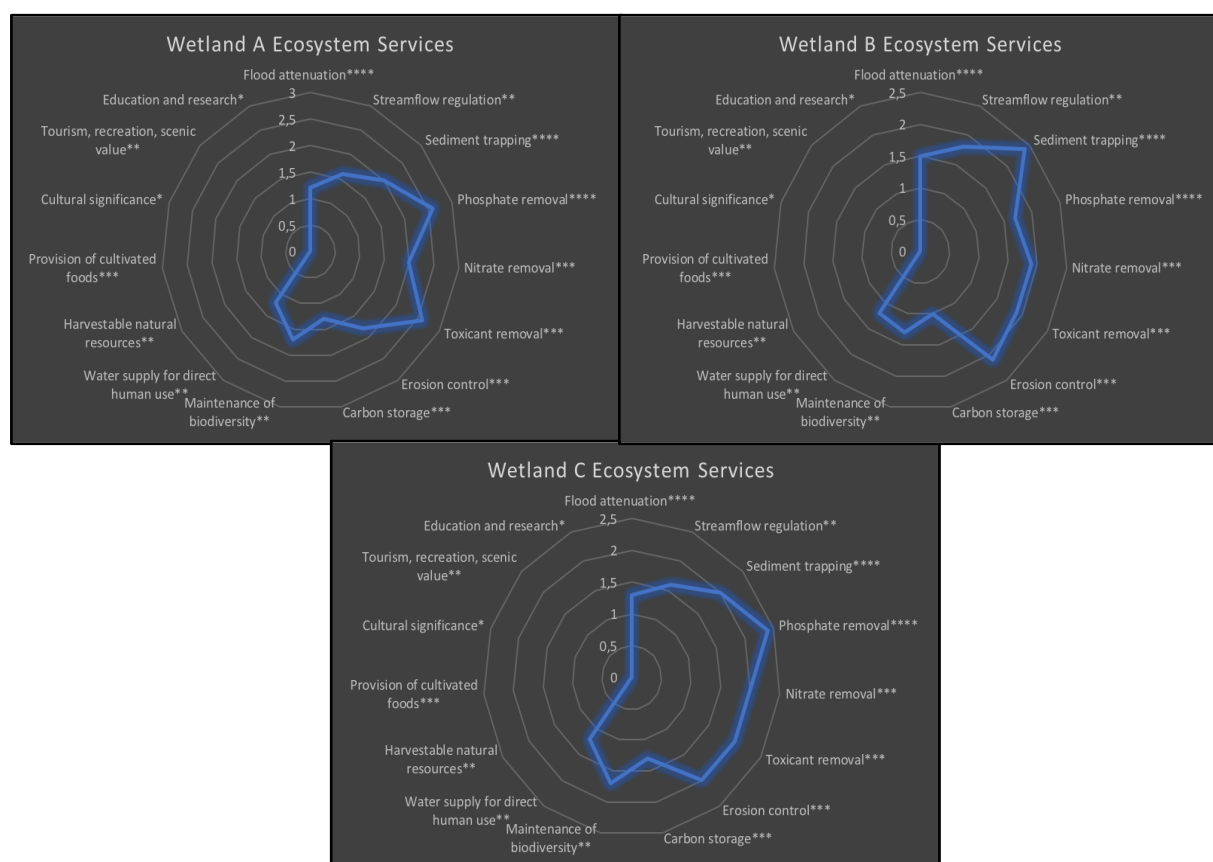 Wetland A Ecosystem Services
Flood attenuation****
Streamflow regulation**
Sediment trapping****
Phosphate removal****
Nitrate removal***
Toxicant removal***
Erosion control***
Carbon storage***
Maintenance of
biodiversity**
Water supply for direct
human use**
Harvestable natural
resources**
Provision of cultivated
foods***
Cultural significance*
Tourism, recreation, scenic
value**
Education and research*
3
2,5
2
1,5
1
0,5
0
Wetland B Ecosystem Services
Flood attenuation****
Streamflow regulation**
Sediment trapping****
Phosphate removal****
Nitrate removal***
Toxicant removal***
Erosion control***
Carbon storage***
Maintenance of
biodiversity**
Water supply for direct
human use**
Harvestable natural
resources**
Provision of cultivated
foods***
Cultural significance*
Tourism, recreation, scenic
value**
Education and research*
2,5
2
1,5
1
0,5
0
Wetland C Ecosystem Services
Flood attenuation****
Streamflow regulation**
Sediment trapping****
Phosphate removal****
Nitrate removal***
Toxicant removal***
Erosion control***
Carbon storage***
Maintenance of
biodiversity**
Water supply for direct
human use**
Harvestable natural
resources**
Provision of cultivated
foods***
Cultural significance*
Tourism, recreation, scenic
value**
Education and research*
2,5
2
1,5
1
0,5
0